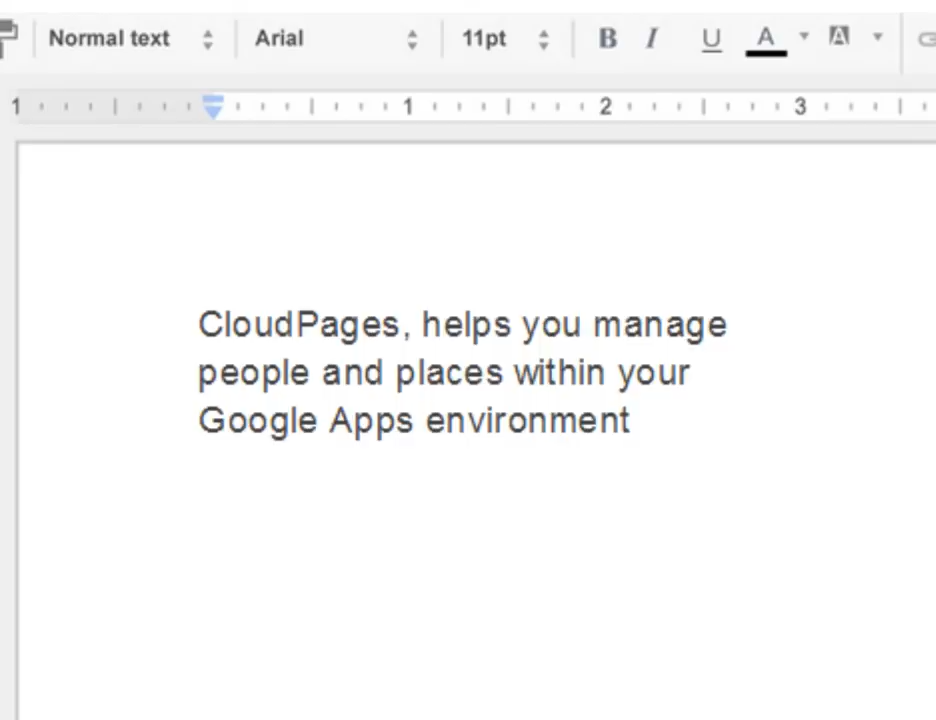 Normal text Arial 11pt B I U A A
1 1 2 3
CloudPages, helps you manage
people and places within your
Google Apps environment